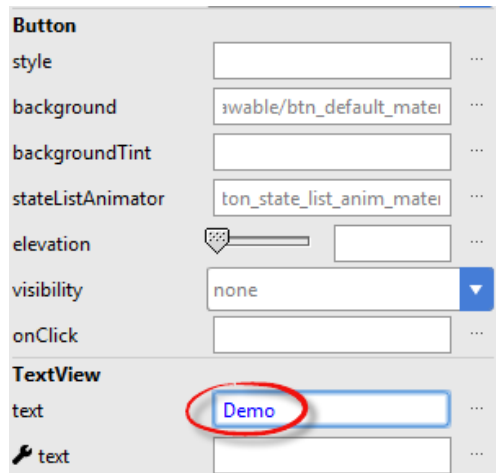 Button
style
background awable/btn_default_mater
backgroundTint
stateListAnimator ton_state_list_anim_mater
elevation
visibility none
onClick
TextView
text Demo
text